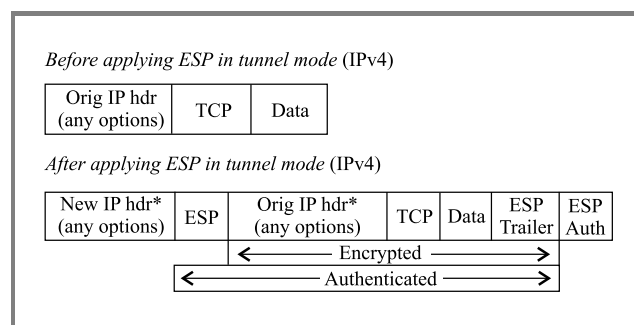 Before applying ESP in tunnel mode (IPv4)
Orig IP hdr
(any options)
TCP
Data
After applying ESP in tunnel mode (IPv4)
New IP hdr*
(any options)
ESP
Orig IP hdr*
(any options)
TCP
Data
ESP
Trailer
ESP
Auth
Encrypted
Authenticated